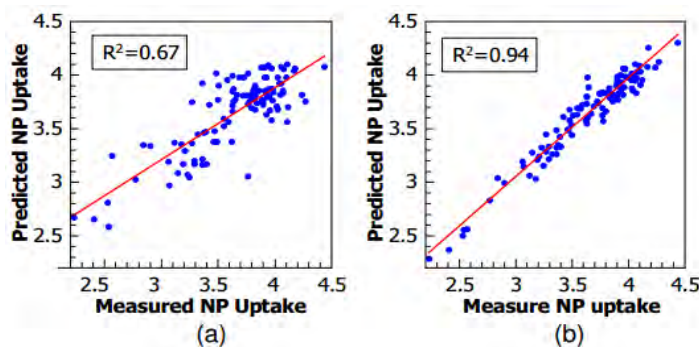 4.5
R²=0.67
4
3.5
3
2.5
Predicted NP Uptake
2.5 3 3.5 4 4.5
Measured NP Uptake
(a)
4.5
R²=0.94
4
3.5
3
2.5
Predicted NP uptake
2.5 3 3.5 4 4.5
Measure NP uptake
(b)